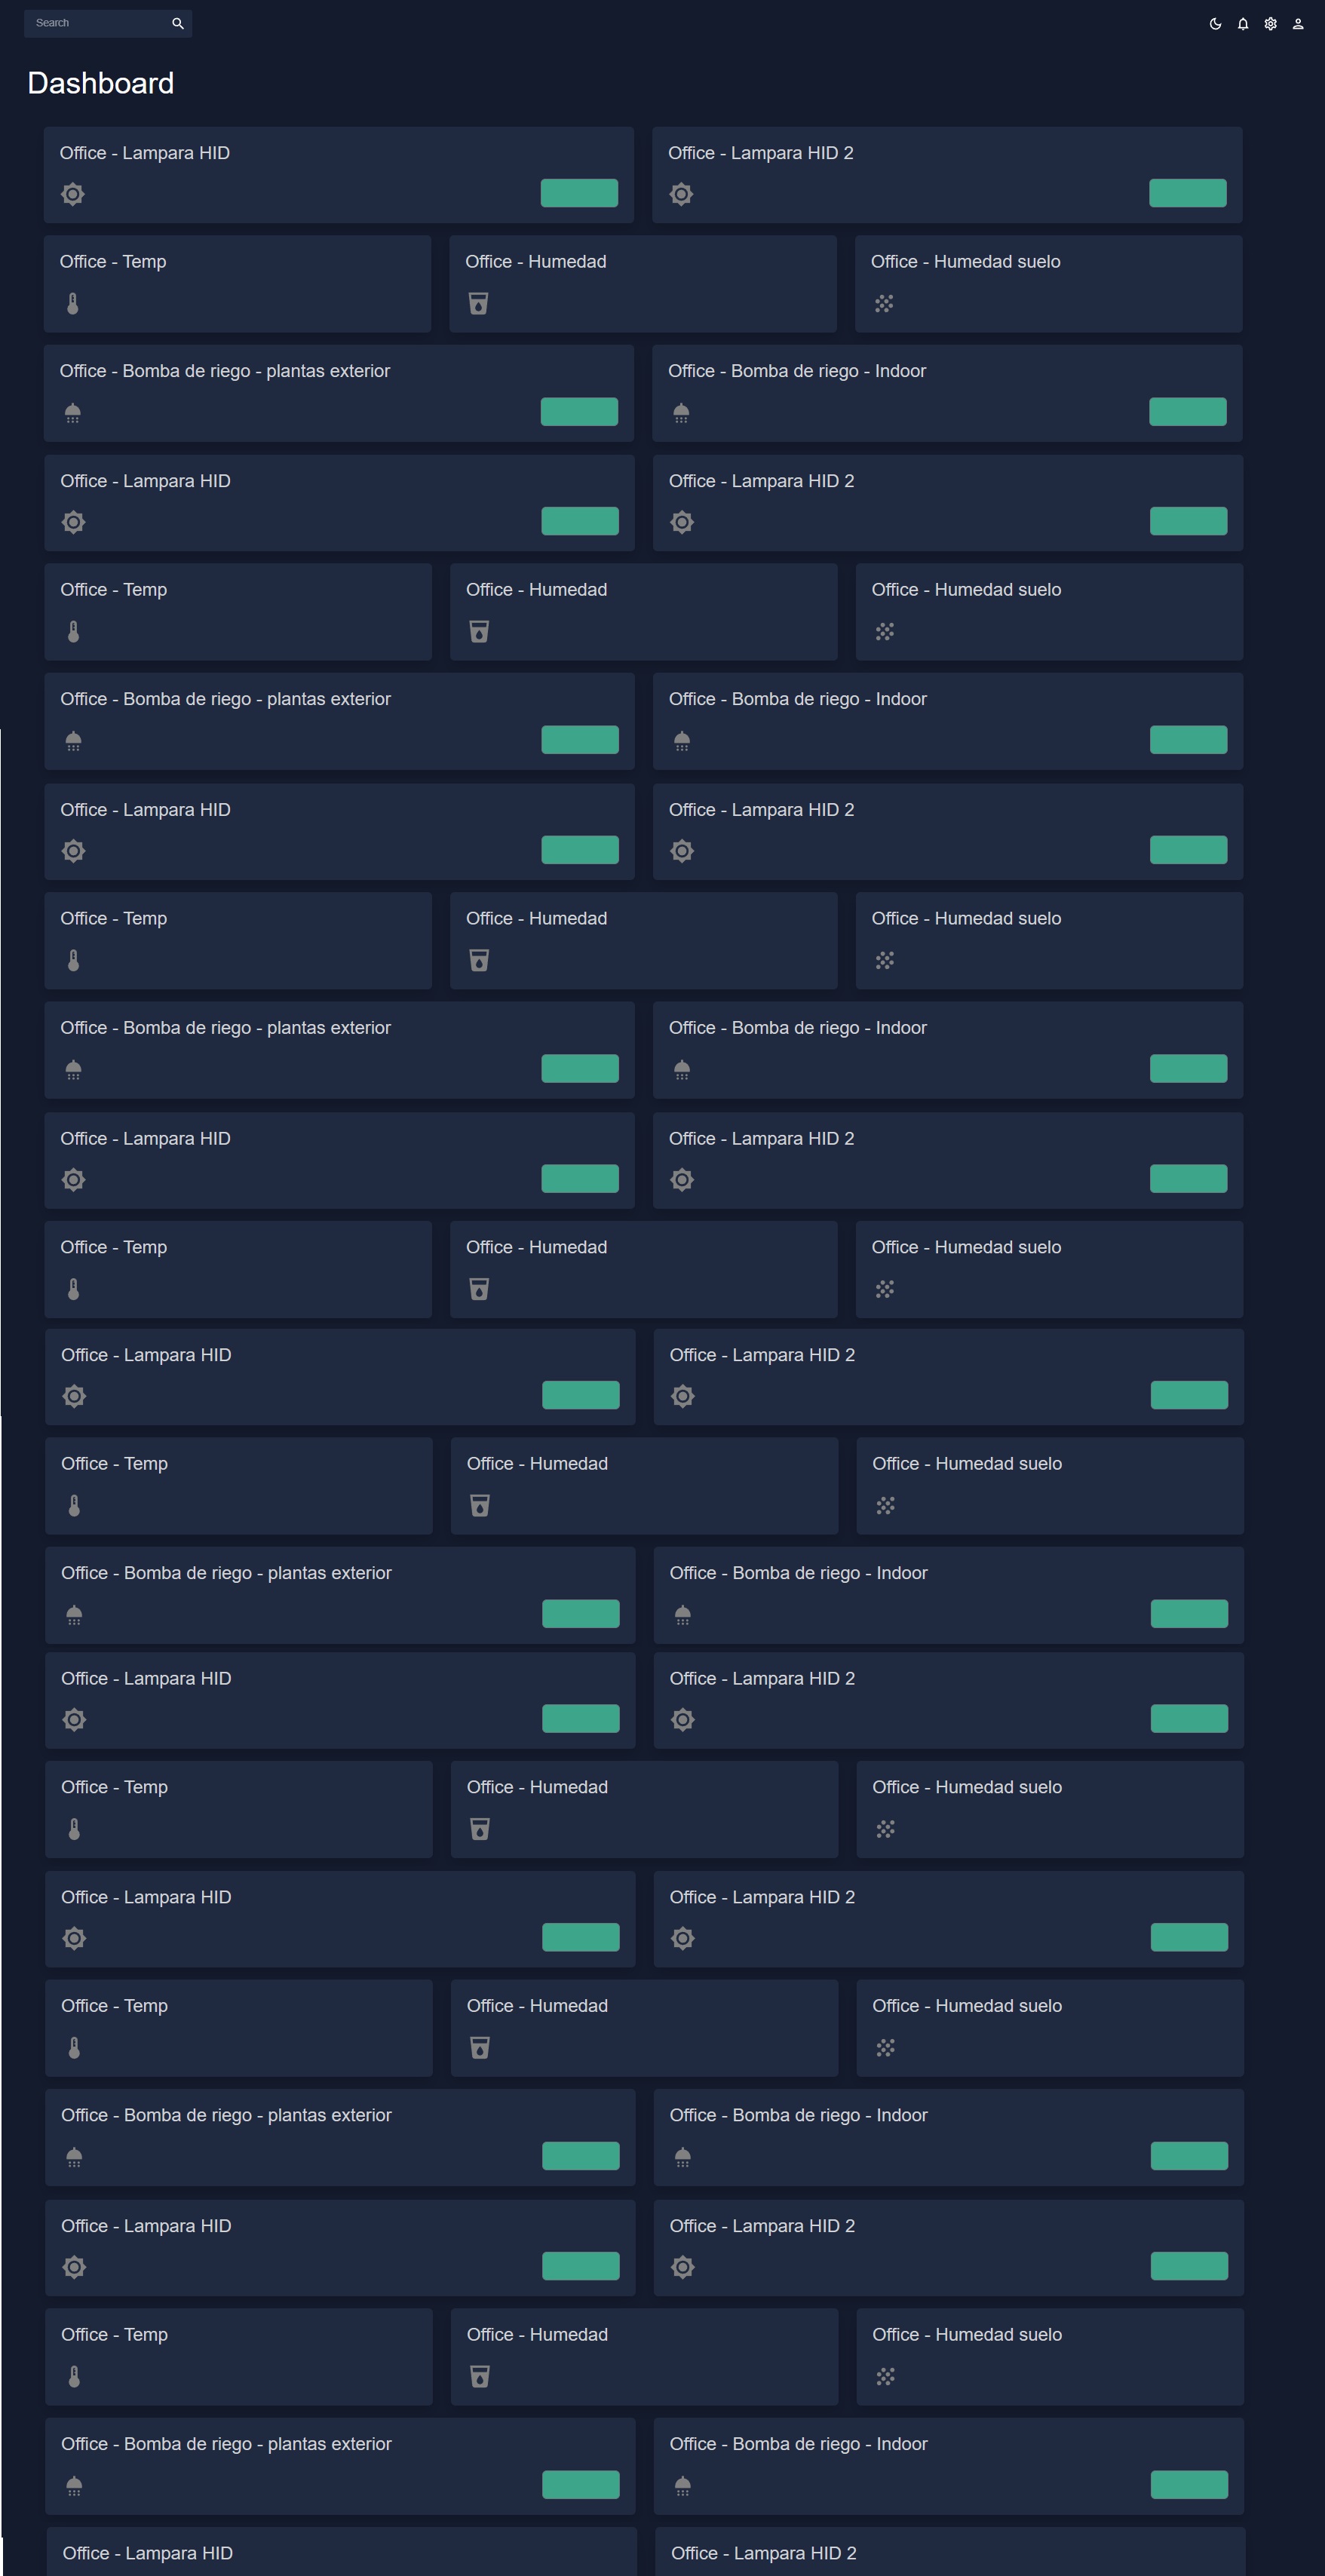 Search
Dashboard
Office - Lampara HID
Office - Lampara HID 2
Office - Temp
Office - Humedad
Office - Humedad suelo
Office - Bomba de riego - plantas exterior
Office - Bomba de riego - Indoor
Office - Lampara HID
Office - Lampara HID 2
Office - Temp
Office - Humedad
Office - Humedad suelo
Office - Bomba de riego - plantas exterior
Office - Bomba de riego - Indoor
Office - Lampara HID
Office - Lampara HID 2
Office - Temp
Office - Humedad
Office - Humedad suelo
Office - Bomba de riego - plantas exterior
Office - Bomba de riego - Indoor
Office - Lampara HID
Office - Lampara HID 2
Office - Temp
Office - Humedad
Office - Humedad suelo
Office - Lampara HID
Office - Lampara HID 2
Office - Temp
Office - Humedad
Office - Humedad suelo
Office - Bomba de riego - plantas exterior
Office - Bomba de riego - Indoor
Office - Lampara HID
Office - Lampara HID 2
Office - Temp
Office - Humedad
Office - Humedad suelo
Office - Lampara HID
Office - Lampara HID 2
Office - Temp
Office - Humedad
Office - Humedad suelo
Office - Bomba de riego - plantas exterior
Office - Bomba de riego - Indoor
Office - Lampara HID
Office - Lampara HID 2
Office - Temp
Office - Humedad
Office - Humedad suelo
Office - Bomba de riego - plantas exterior
Office - Bomba de riego - Indoor
Office - Lampara HID
Office - Lampara HID 2